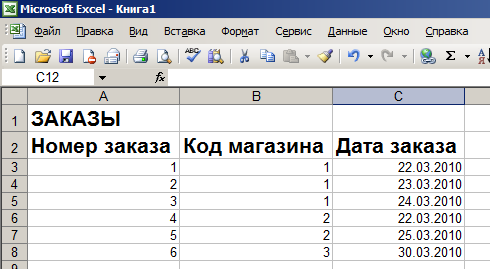 Microsoft Excel - Книга1
Файл Правка Вид Вставка Формат Сервис Данные Окно Справка
C12 fx
A B C
1 ЗАКАЗЫ
2 Номер заказа Код магазина Дата заказа
3 1 1 22.03.2010
4 2 1 23.03.2010
5 3 1 24.03.2010
6 4 2 22.03.2010
7 5 2 25.03.2010
8 6 3 30.03.2010